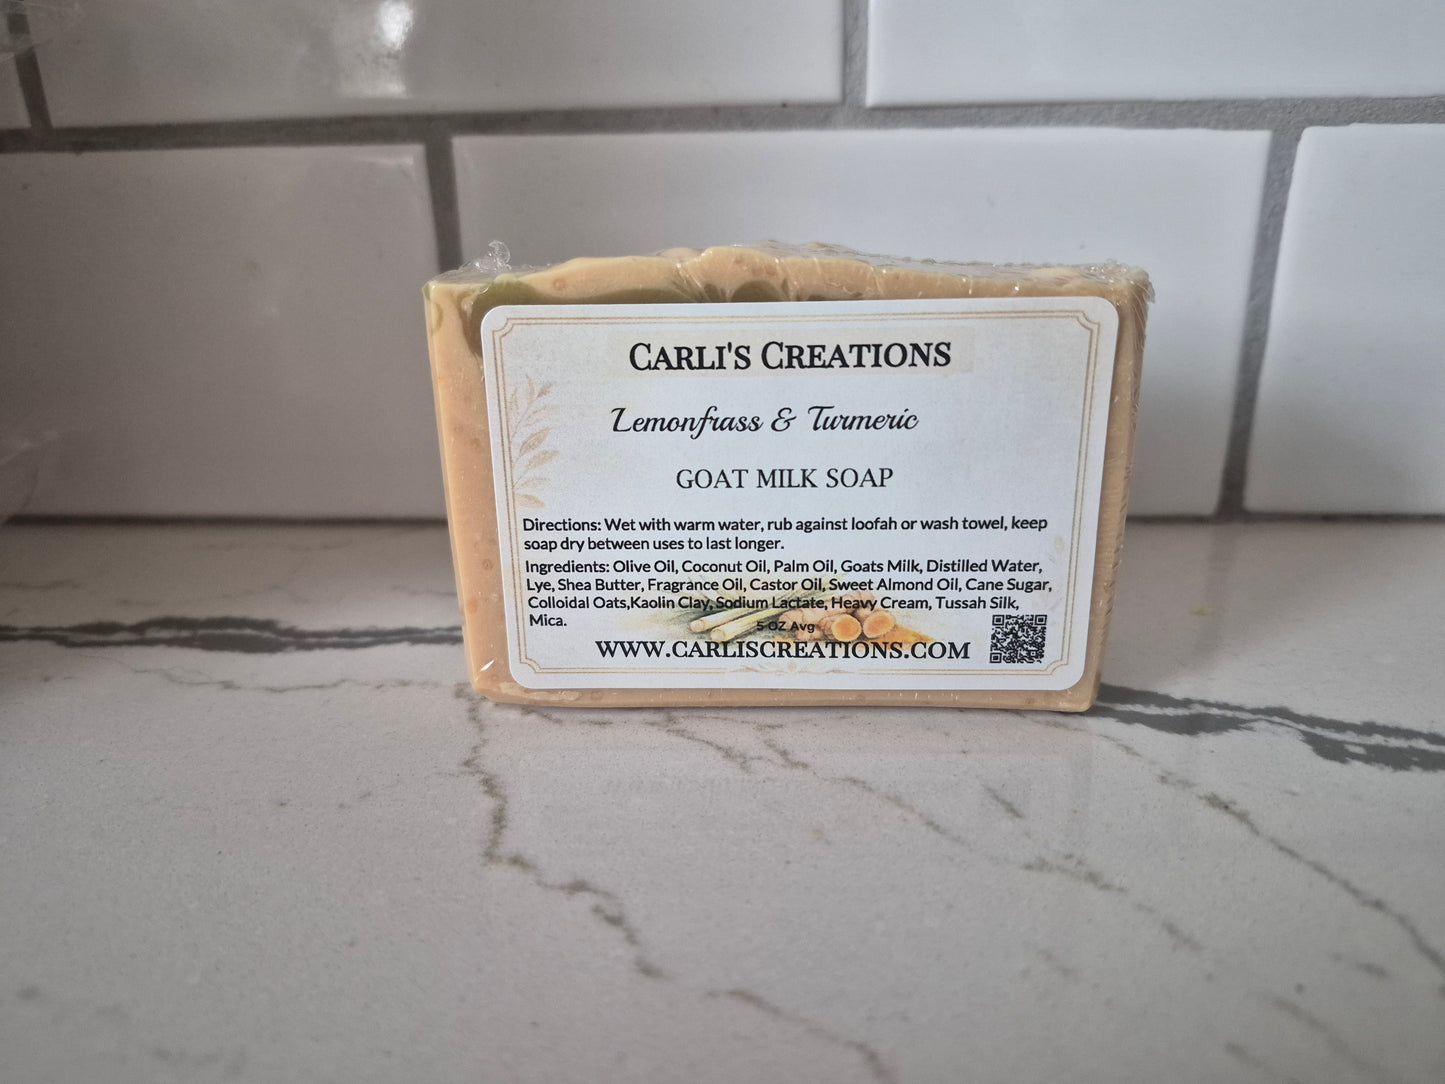 CARLI'S CREATIONS
Lemonfrass & Turmeric
GOAT MILK SOAP
Directions: Wet with warm water, rub against loofah or wash towel, keep
soap dry between uses to last longer.
Ingredients: Olive Oil, Coconut Oil, Palm Oil, Goats Milk, Distilled Water,
Lye, Shea Butter, Fragrance Oil, Castor Oil, Sweet Almond Oil, Cane Sugar,
Colloidal Oats,Kaolin Clay, Sodium Lactate, Heavy Cream, Tussah Silk,
Mica.
5 OZ Avg
WWW.CARLISCREATIONS.COM